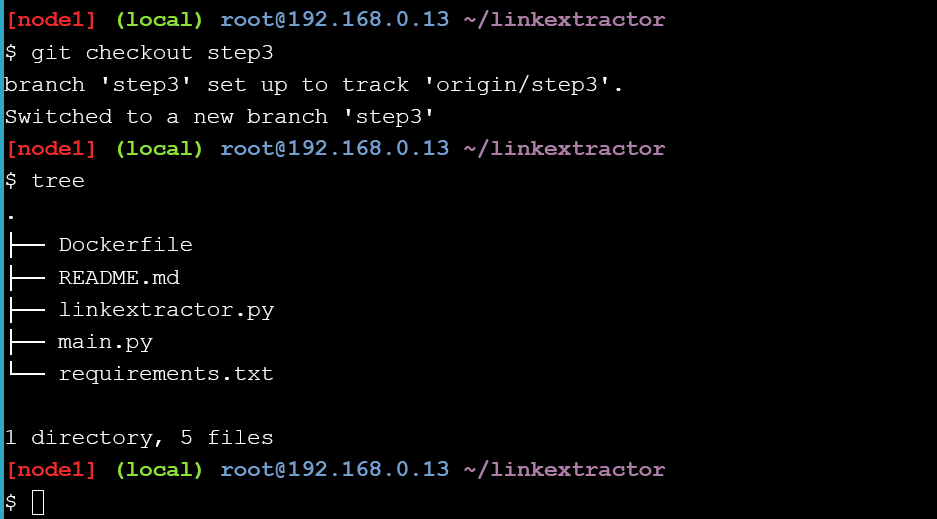 [node1] (local) root@192.168.0.13 ~/linkextractor
$ git checkout step3
branch 'step3' set up to track 'origin/step3'.
Switched to a new branch 'step3'
[node1] (local) root@192.168.0.13 ~/linkextractor
$ tree
.
├── Dockerfile
├── README.md
├── linkextractor.py
├── main.py
└── requirements.txt

1 directory, 5 files
[node1] (local) root@192.168.0.13 ~/linkextractor
$